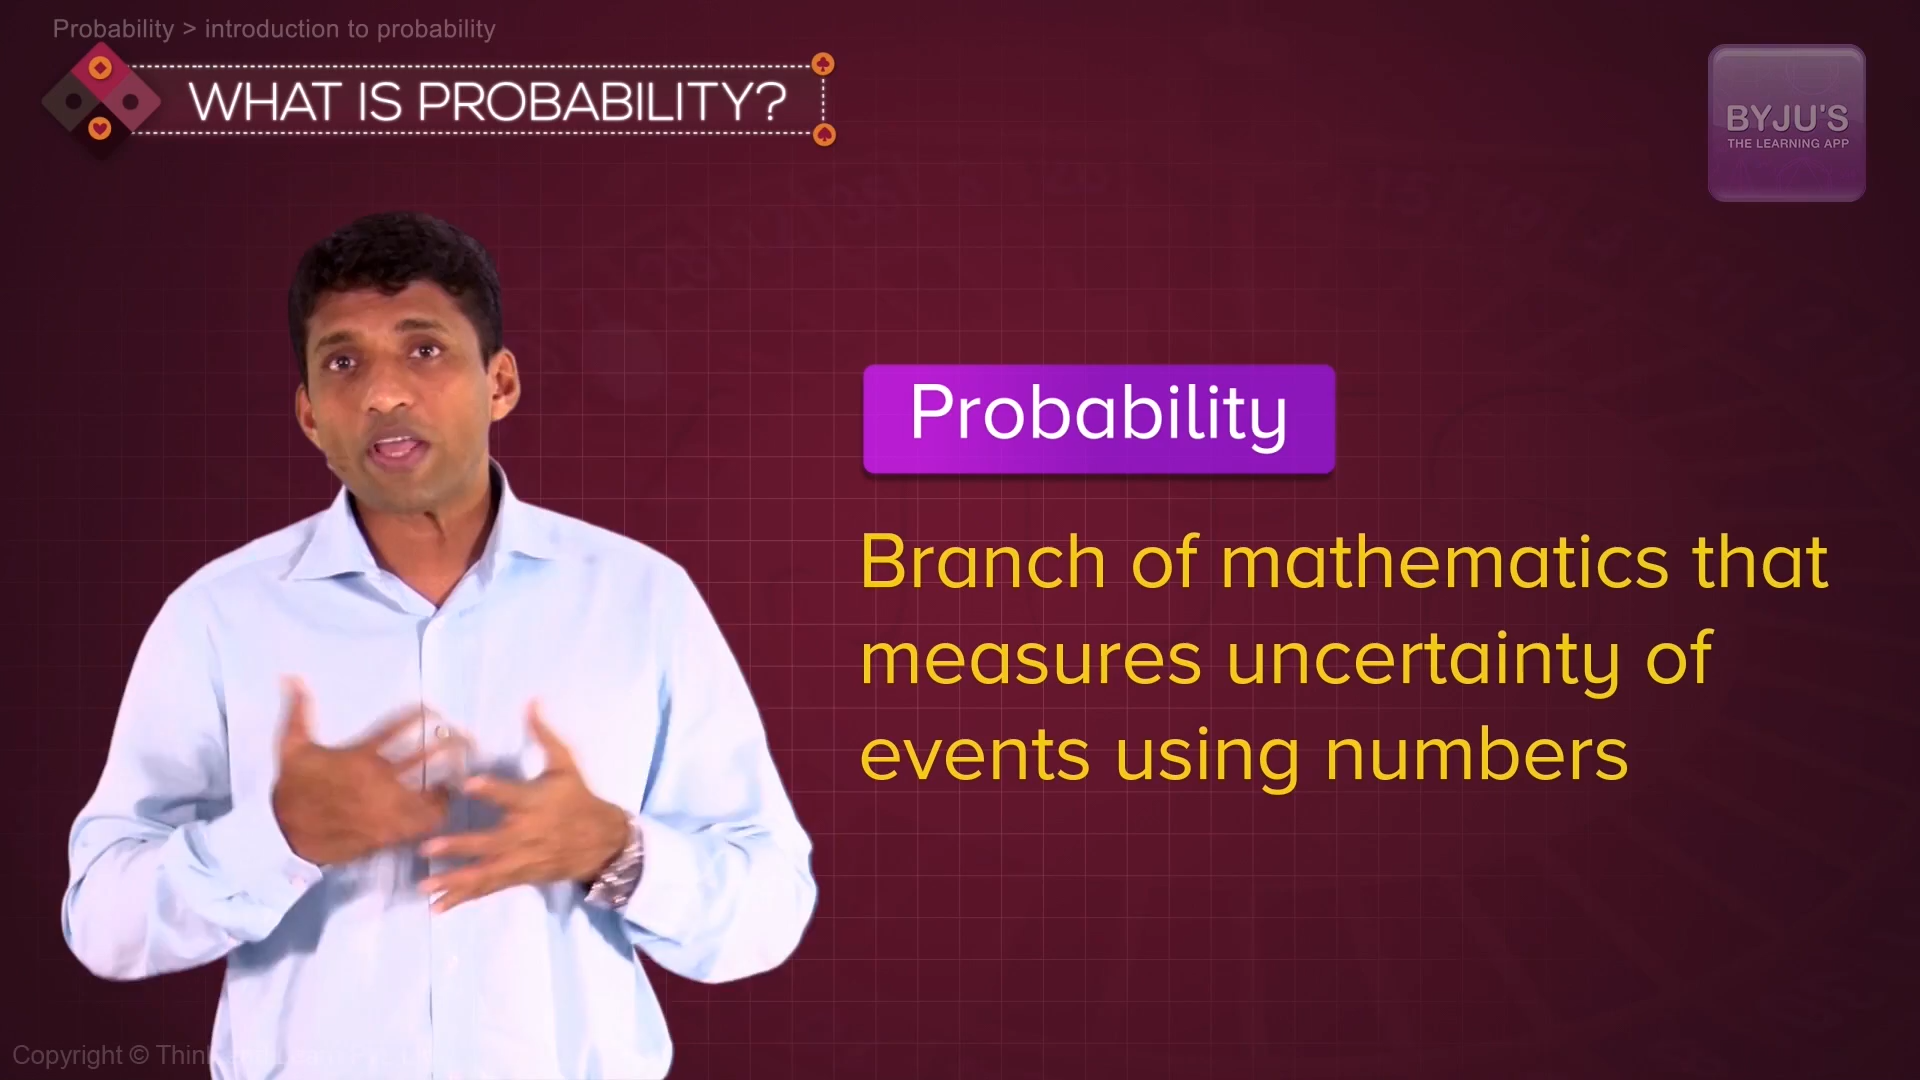 Probability > introduction to probability
WHAT IS PROBABILITY?
BYJU'S
THE LEARNING APP
Probability
Branch of mathematics that
measures uncertainty of
events using numbers
Copyright © Think